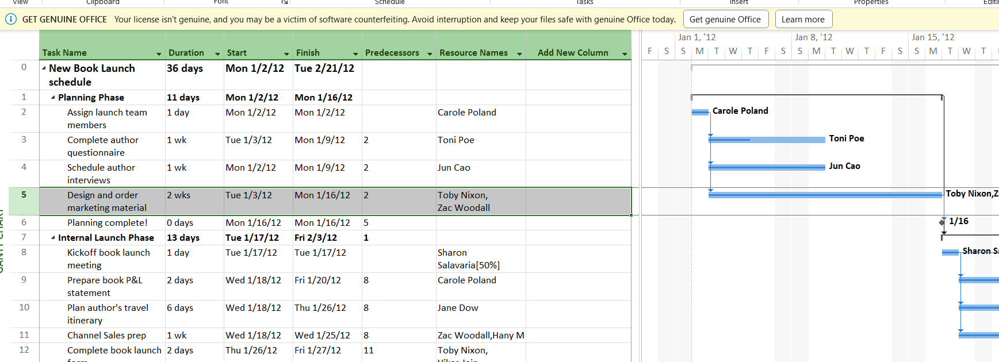 View Clipboard Font Schedule Tasks Insert Properties
GET GENUINE OFFICE Your license isn't genuine, and you may be a victim of software counterfeiting. Avoid interruption and keep your files safe with genuine Office today. Get genuine Office Learn more
Jan 1, '12 Jan 8, '12 Jan 15, '12
Task Name Duration Start Finish Predecessors Resource Names Add New Column F S S M T W T F S S M T W T F S S M T W T
0 New Book Launch 36 days Mon 1/2/12 Tue 2/21/12
schedule
1 Planning Phase 11 days Mon 1/2/12 Mon 1/16/12
2 Assign launch team 1 day Mon 1/2/12 Mon 1/2/12 Carole Poland Carole Poland
members
3 Complete author 1 wk Tue 1/3/12 Mon 1/9/12 2 Toni Poe Toni Poe
questionnaire
4 Schedule author 1 wk Mon 1/2/12 Mon 1/9/12 2 Jun Cao Jun Cao
interviews
5 Design and order 2 wks Tue 1/3/12 Mon 1/16/12 2 Toby Nixon, Toby Nixon,Z
marketing material Zac Woodall
6 Planning complete! 0 days Mon 1/16/12 Mon 1/16/12 5 1/16
7 Internal Launch Phase 13 days Tue 1/17/12 Fri 2/3/12 1
8 Kickoff book launch 1 day Tue 1/17/12 Tue 1/17/12 Sharon Sharon Sa
meeting Salavaria[50%]
9 Prepare book P&L 2 days Wed 1/18/12 Fri 1/20/12 8 Carole Poland
statement
10 Plan author's travel 6 days Wed 1/18/12 Thu 1/26/12 8 Jane Dow
itinerary
11 Channel Sales prep 1 wk Wed 1/18/12 Wed 1/25/12 8 Zac Woodall,Hany M
12 Complete book launch 2 days Thu 1/26/12 Fri 1/27/12 11 Toby Nixon,